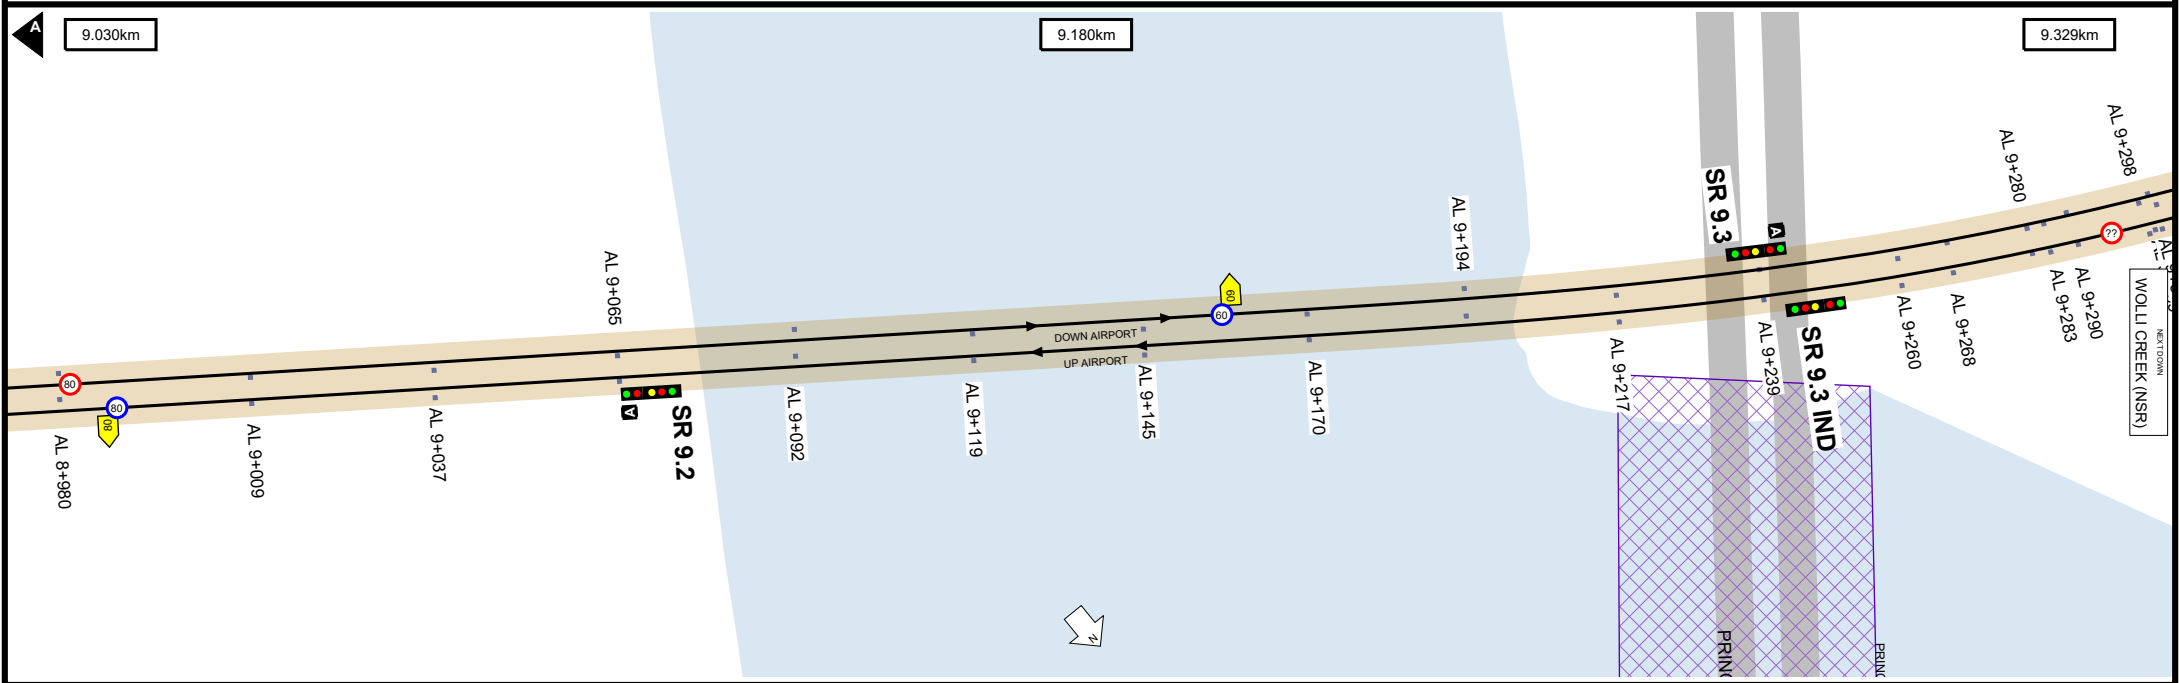 A
9.030km
9.180km
9.329km
AL 9+298
AL 9+280
SR 9.3
A
AL 9+194
AL 9+065
60
60
??
80
80
80
DOWN AIRPORT
UP AIRPORT
A
SR 9.2
AL 8+980
AL 9+009
AL 9+037
AL 9+092
AL 9+119
AL 9+145
AL 9+170
AL 9+217
AL 9+239
SR 9.3 IND
AL 9+260
AL 9+268
AL 9+283
AL 9+290
NEXT DOWN
WOLLI CREEK (NSR)
N